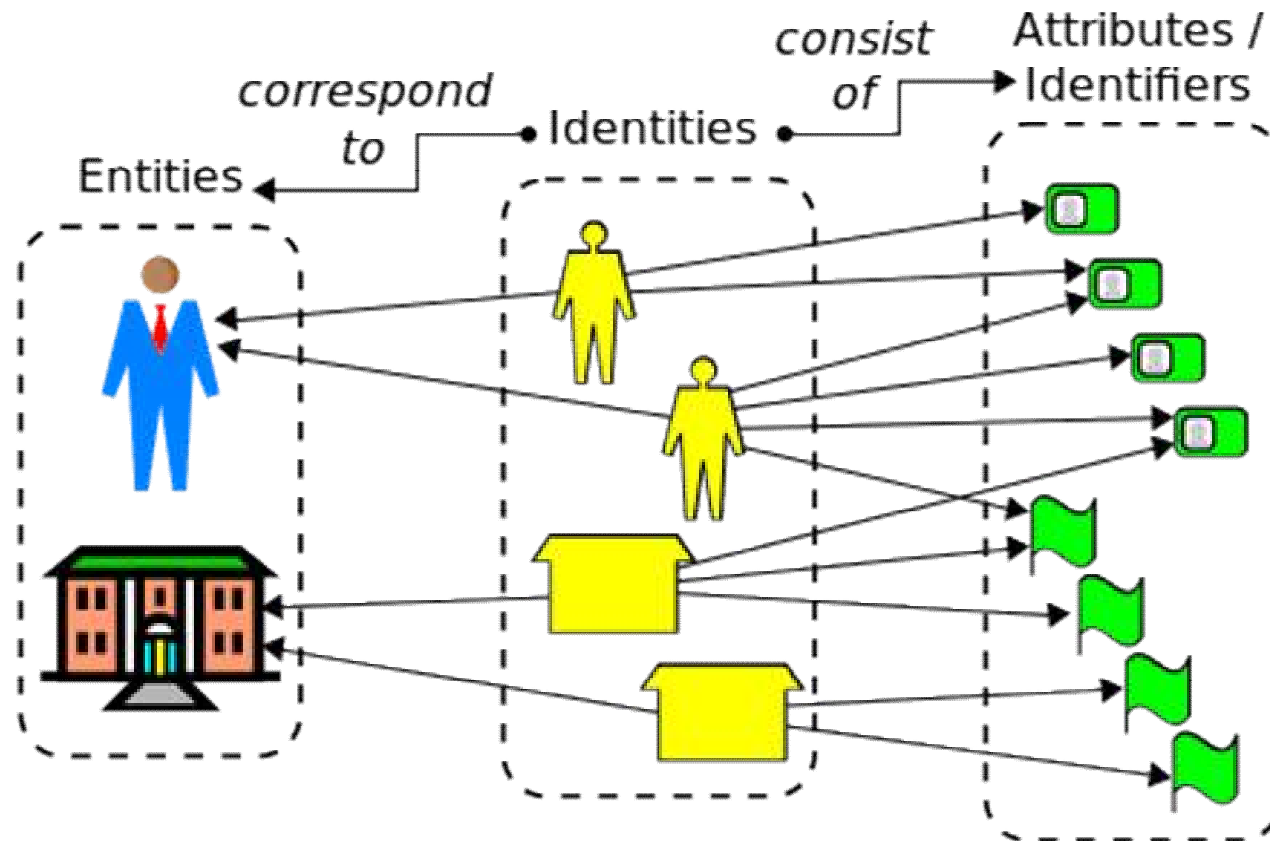 consist
of
Attributes /
Identifiers
correspond
to
Identities
Entities